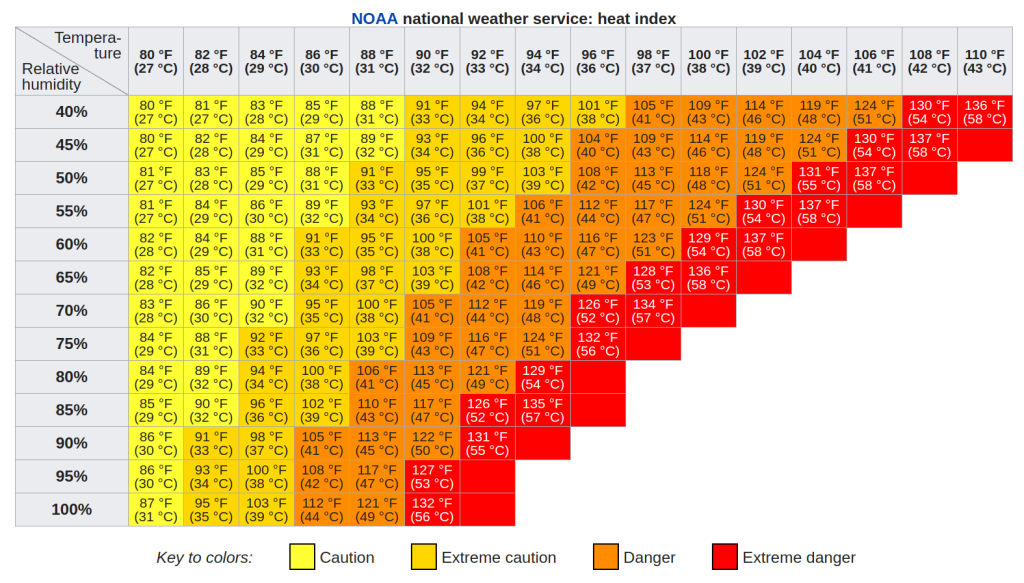 NOAA national weather service: heat index
Tempera-
ture
Relative
humidity
80 °F 82 °F 84 °F 86 °F 88 °F 90 °F 92 °F 94 °F 96 °F 98 °F 100 °F 102 °F 104 °F 106 °F 108 °F 110 °F
(27 °C) (28 °C) (29 °C) (30 °C) (31 °C) (32 °C) (33 °C) (34 °C) (36 °C) (37 °C) (38 °C) (39 °C) (40 °C) (41 °C) (42 °C) (43 °C)
40%
80 °F 81 °F 83 °F 85 °F 88 °F 91 °F 94 °F 97 °F 101 °F 105 °F 109 °F 114 °F 119 °F 124 °F 130 °F 136 °F
(27 °C) (27 °C) (28 °C) (29 °C) (31 °C) (33 °C) (34 °C) (36 °C) (38 °C) (41 °C) (43 °C) (46 °C) (48 °C) (51 °C) (54 °C) (58 °C)
45%
80 °F 82 °F 84 °F 87 °F 89 °F 93 °F 96 °F 100 °F 104 °F 109 °F 114 °F 119 °F 124 °F 130 °F 137 °F
(27 °C) (28 °C) (29 °C) (31 °C) (32 °C) (34 °C) (36 °C) (38 °C) (40 °C) (43 °C) (46 °C) (48 °C) (51 °C) (54 °C) (58 °C)
50%
81 °F 83 °F 85 °F 88 °F 91 °F 95 °F 99 °F 103 °F 108 °F 113 °F 118 °F 124 °F 131 °F 137 °F
(27 °C) (28 °C) (29 °C) (31 °C) (33 °C) (35 °C) (37 °C) (39 °C) (42 °C) (45 °C) (48 °C) (51 °C) (55 °C) (58 °C)
55%
81 °F 84 °F 86 °F 89 °F 93 °F 97 °F 101 °F 106 °F 112 °F 117 °F 124 °F 130 °F 137 °F
(27 °C) (29 °C) (30 °C) (32 °C) (34 °C) (36 °C) (38 °C) (41 °C) (44 °C) (47 °C) (51 °C) (54 °C) (58 °C)
60%
82 °F 84 °F 88 °F 91 °F 95 °F 100 °F 105 °F 110 °F 116 °F 123 °F 129 °F 137 °F
(28 °C) (29 °C) (31 °C) (33 °C) (35 °C) (38 °C) (41 °C) (43 °C) (47 °C) (51 °C) (54 °C) (58 °C)
65%
82 °F 85 °F 89 °F 93 °F 98 °F 103 °F 108 °F 114 °F 121 °F 128 °F 136 °F
(28 °C) (29 °C) (32 °C) (34 °C) (37 °C) (39 °C) (42 °C) (46 °C) (49 °C) (53 °C) (58 °C)
70%
83 °F 86 °F 90 °F 95 °F 100 °F 105 °F 112 °F 119 °F 126 °F 134 °F
(28 °C) (30 °C) (32 °C) (35 °C) (38 °C) (41 °C) (44 °C) (48 °C) (52 °C) (57 °C)
75%
84 °F 88 °F 92 °F 97 °F 103 °F 109 °F 116 °F 124 °F 132 °F
(29 °C) (31 °C) (33 °C) (36 °C) (39 °C) (43 °C) (47 °C) (51 °C) (56 °C)
80%
84 °F 89 °F 94 °F 100 °F 106 °F 113 °F 121 °F 129 °F
(29 °C) (32 °C) (34 °C) (38 °C) (41 °C) (45 °C) (49 °C) (54 °C)
85%
85 °F 90 °F 96 °F 102 °F 110 °F 117 °F 126 °F 135 °F
(29 °C) (32 °C) (36 °C) (39 °C) (43 °C) (47 °C) (52 °C) (57 °C)
90%
86 °F 91 °F 98 °F 105 °F 113 °F 122 °F 131 °F
(30 °C) (33 °C) (37 °C) (41 °C) (45 °C) (50 °C) (55 °C)
95%
86 °F 93 °F 100 °F 108 °F 117 °F 127 °F
(30 °C) (34 °C) (38 °C) (42 °C) (47 °C) (53 °C)
100%
87 °F 95 °F 103 °F 112 °F 121 °F 132 °F
(31 °C) (35 °C) (39 °C) (44 °C) (49 °C) (56 °C)
Key to colors: Caution Extreme caution Danger Extreme danger